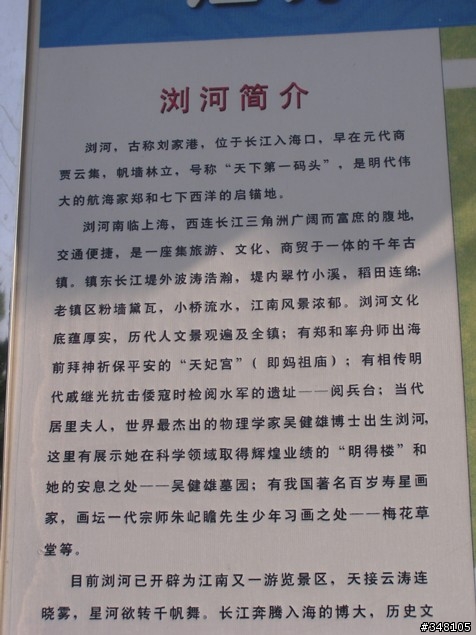 浏河简介
浏河，古称刘家港，位于长江入海口，早在元代商
贾云集，帆墙林立，号称“天下第一码头”，是明代伟
大的航海家郑和七下西洋的启锚地。
浏河南临上海，西连长江三角洲广阔而富庶的腹地，
交通便捷，是一座集旅游、文化、商贸于一体的千年古
镇。镇东长江堤外波涛浩瀚，堤内翠竹小溪，稻田连绵；
老镇区粉墙黛瓦，小桥流水，江南风景浓郁。浏河文化
底蕴厚实，历代人文景观遍及全镇；有郑和率舟师出海
前拜神祈保平安的“天妃宫”（即妈祖庙）；有相传明
代戚继光抗击倭寇时检阅水军的遗址——阅兵台；当代
居里夫人，世界最杰出的物理学家吴健雄博士出生浏河，
这里有展示她在科学领域取得辉煌业绩的“明得楼”和
她的安息之处——吴健雄墓园；有我国著名百岁寿星画
家，画坛一代宗师朱屺瞻先生少年习画之处——梅花草
堂等。
目前浏河已开辟为江南又一游览景区，天接云涛连
晓雾，星河欲转千帆舞。长江奔腾入海的博大，历史文
#348105